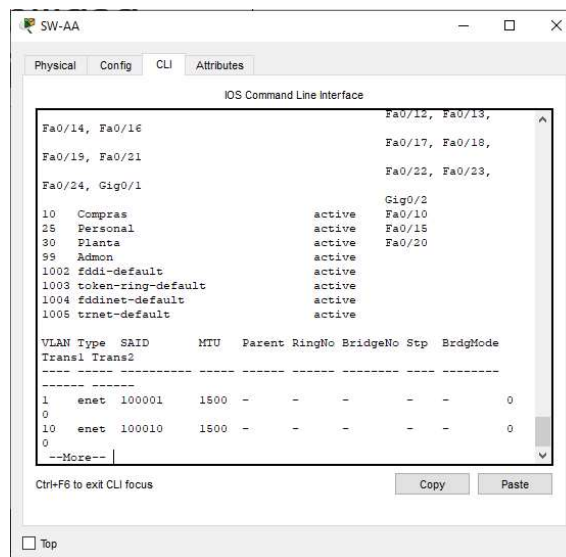 SW-AA
Physical Config CLI Attributes
IOS Command Line Interface
Fa0/12, Fa0/13,
Fa0/14, Fa0/16
Fa0/17, Fa0/18,
Fa0/19, Fa0/21
Fa0/22, Fa0/23,
Fa0/24, Gig0/1
Gig0/2
10 Compras active Fa0/10
25 Personal active Fa0/15
30 Planta active Fa0/20
99 Admon active
1002 fddi-default active
1003 token-ring-default active
1004 fddinet-default active
1005 trnet-default active
VLAN Type SAID MTU Parent RingNo BridgeNo Stp BrdgMode
Trans1 Trans2
---- ----- ---------- ----- ------ ------ -------- ---- --------
------ ------
1 enet 100001 1500 - - - - - 0
0
10 enet 100010 1500 - - - - - 0
0
--More--
Ctrl+F6 to exit CLI focus
Copy Paste
Top